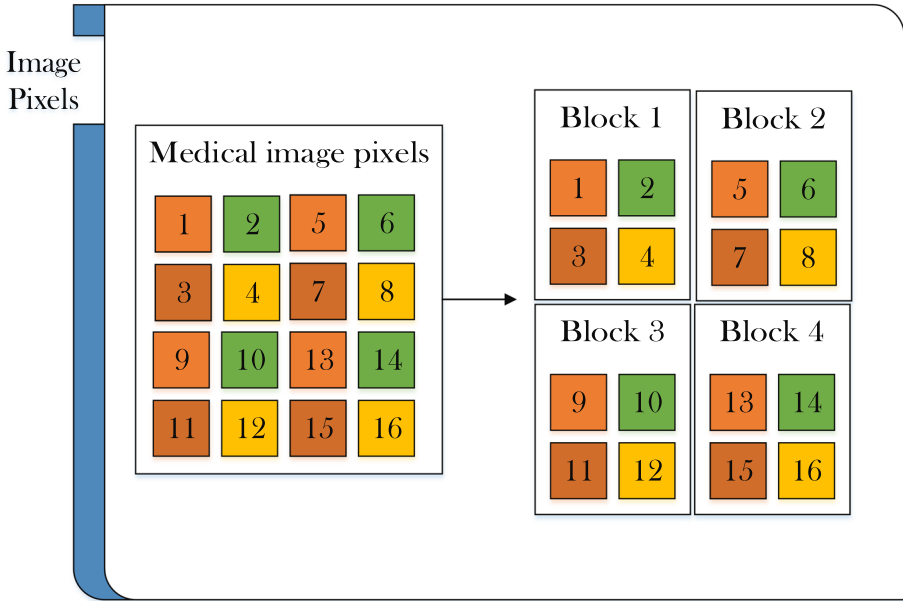 Image
Pixels
Medical image pixels
1 2 5 6
3 4 7 8
9 10 13 14
11 12 15 16
Block 1
1 2
3 4
Block 2
5 6
7 8
Block 3
9 10
11 12
Block 4
13 14
15 16